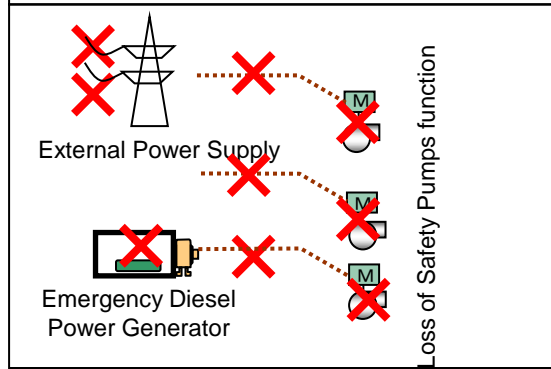 M
External Power Supply
M
M
Emergency Diesel
Power Generator
Loss of Safety Pumps function